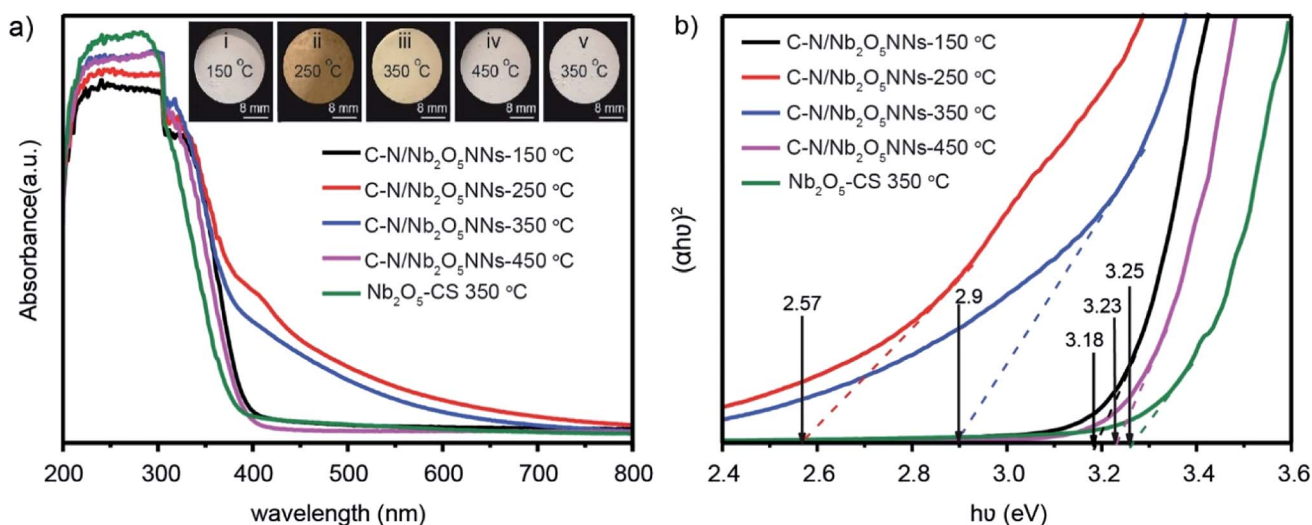 a)
Absorbance(a.u.)
i
150 °C
8 mm
ii
250 °C
8 mm
iii
350 °C
8 mm
iv
450 °C
8 mm
v
350 °C
8 mm
C-N/Nb₂O₅NNs-150 °C
C-N/Nb₂O₅NNs-250 °C
C-N/Nb₂O₅NNs-350 °C
C-N/Nb₂O₅NNs-450 °C
Nb₂O₅-CS 350 °C
200 300 400 500 600 700 800
wavelength (nm)
b)
(αhυ)²
C-N/Nb₂O₅NNs-150 °C
C-N/Nb₂O₅NNs-250 °C
C-N/Nb₂O₅NNs-350 °C
C-N/Nb₂O₅NNs-450 °C
Nb₂O₅-CS 350 °C
2.57
2.9
3.25
3.23
3.18
2.4 2.6 2.8 3.0 3.2 3.4 3.6
hυ (eV)